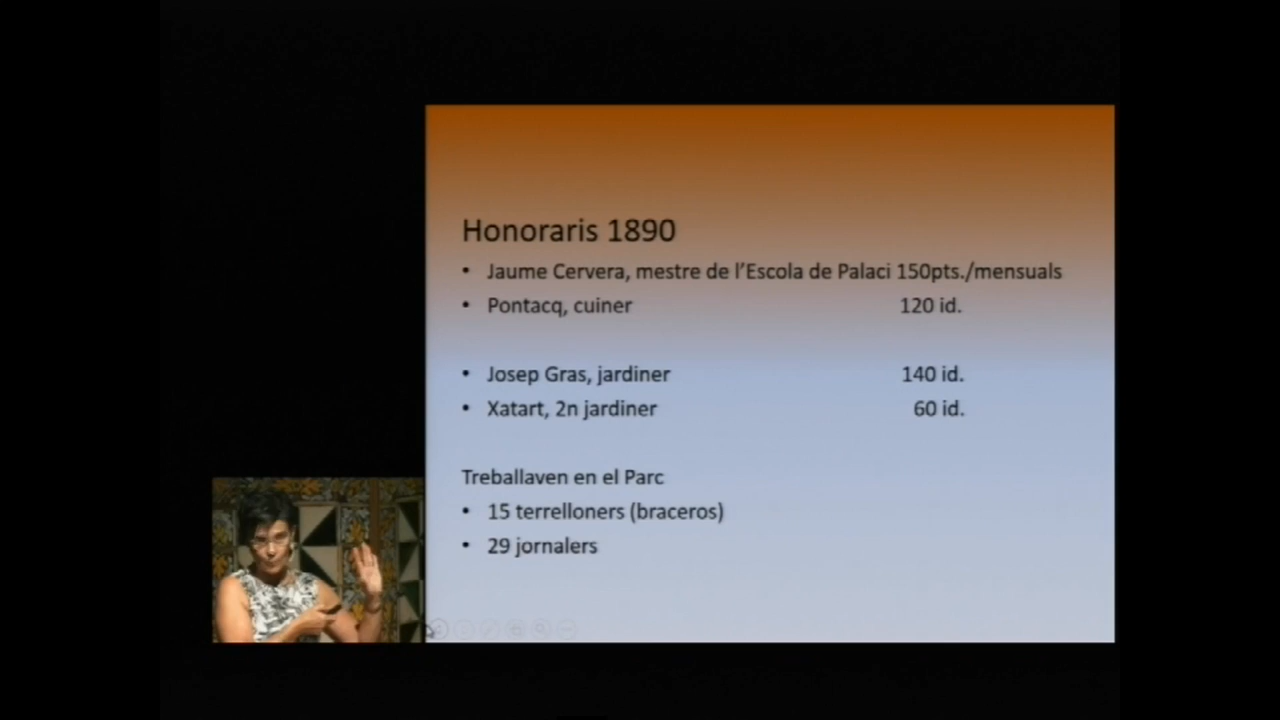 Honoraris 1890
• Jaume Cervera, mestre de l'Escola de Palaci 150pts./mensuals
• Pontacq, cuiner 120 id.
• Josep Gras, jardiner 140 id.
• Xatart, 2n jardiner 60 id.
Treballaven en el Parc
• 15 terrelloners (braceros)
• 29 jornalers